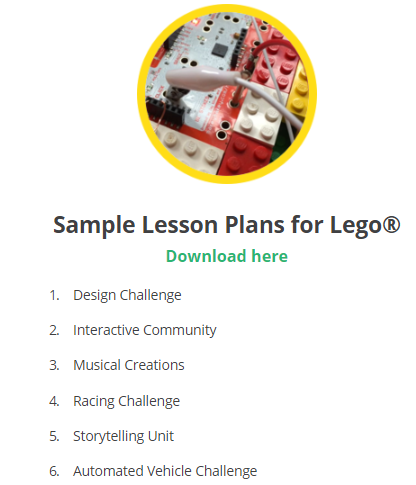 Sample Lesson Plans for Lego®
Download here
1. Design Challenge
2. Interactive Community
3. Musical Creations
4. Racing Challenge
5. Storytelling Unit
6. Automated Vehicle Challenge